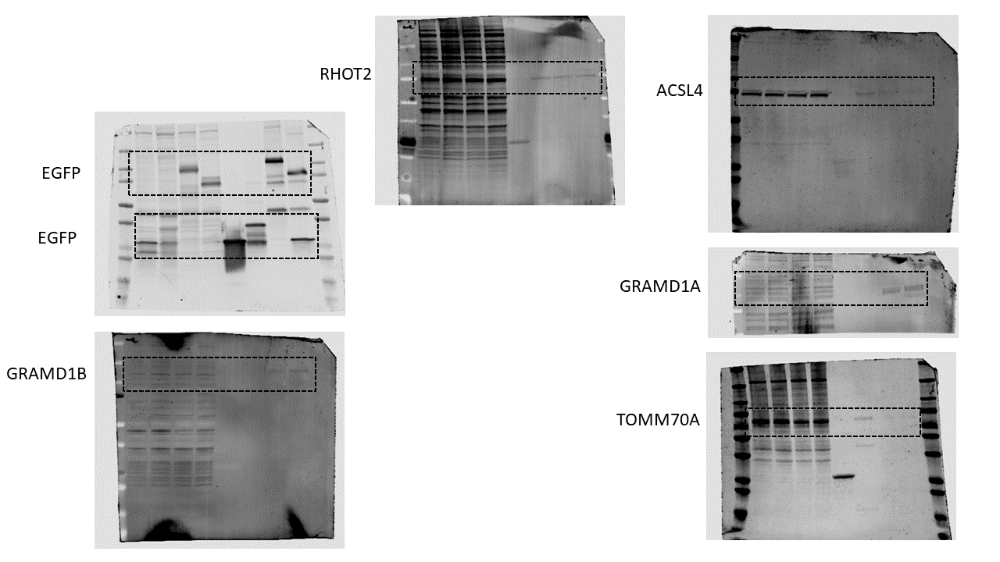 RHOT2
ACSL4
EGFP
EGFP
GRAMD1A
GRAMD1B
TOMM70A